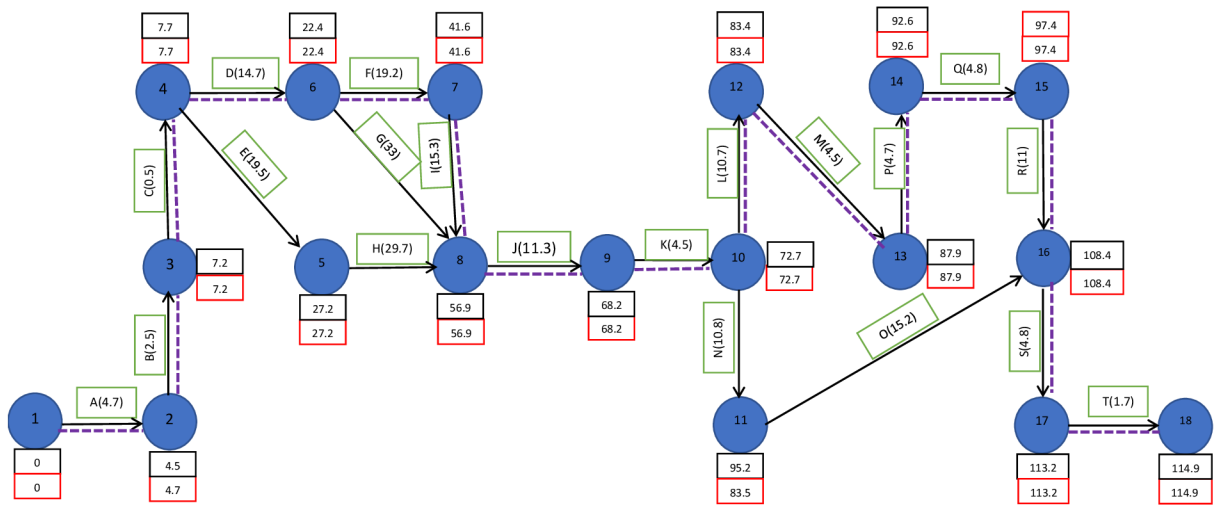 7.7
7.7
22.4
22.4
41.6
41.6
83.4
83.4
92.6
92.6
97.4
97.4
4
D(14.7)
6
F(19.2)
7
12
14
Q(4.8)
15
C(0.5)
E(19.5)
G(33)
I(15.3)
L(10.7)
M(4.5)
P(4.7)
R(11)
3
7.2
7.2
5
H(29.7)
8
J(11.3)
9
K(4.5)
10
72.7
72.7
13
87.9
87.9
16
108.4
108.4
27.2
27.2
56.9
56.9
68.2
68.2
B(2.5)
N(10.8)
O(15.2)
S(4.8)
1
A(4.7)
2
11
17
T(1.7)
18
0
0
4.5
4.7
95.2
83.5
113.2
113.2
114.9
114.9